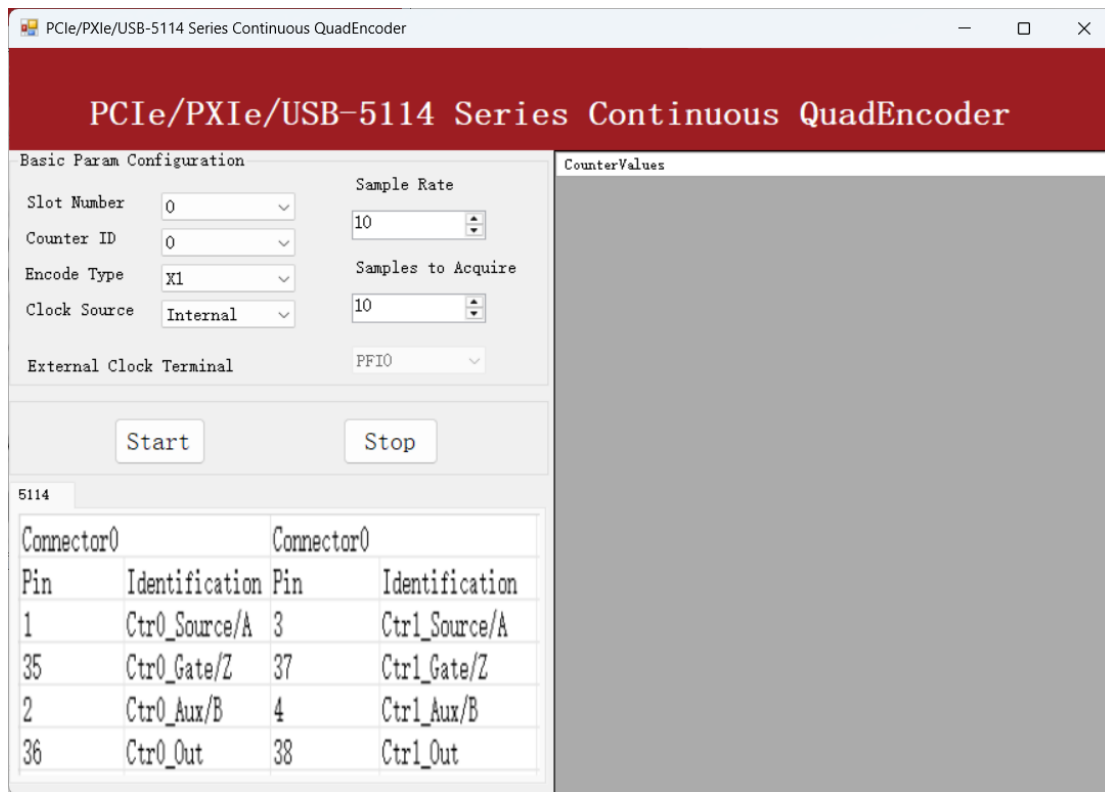 PCIe/PXIe/USB-5114 Series Continuous QuadEncoder
PCIe/PXIe/USB-5114 Series Continuous QuadEncoder
Basic Param Configuration
Slot Number 0
Counter ID 0
Encode Type X1
Clock Source Internal
Sample Rate
10
Samples to Acquire
10
External Clock Terminal PFI0
Start Stop
5114
Connector0 Connector0
Pin Identification Pin Identification
1 Ctr0_Source/A 3 Ctr1_Source/A
35 Ctr0_Gate/Z 37 Ctr1_Gate/Z
2 Ctr0_Aux/B 4 Ctr1_Aux/B
36 Ctr0_Out 38 Ctr1_Out
CounterValues